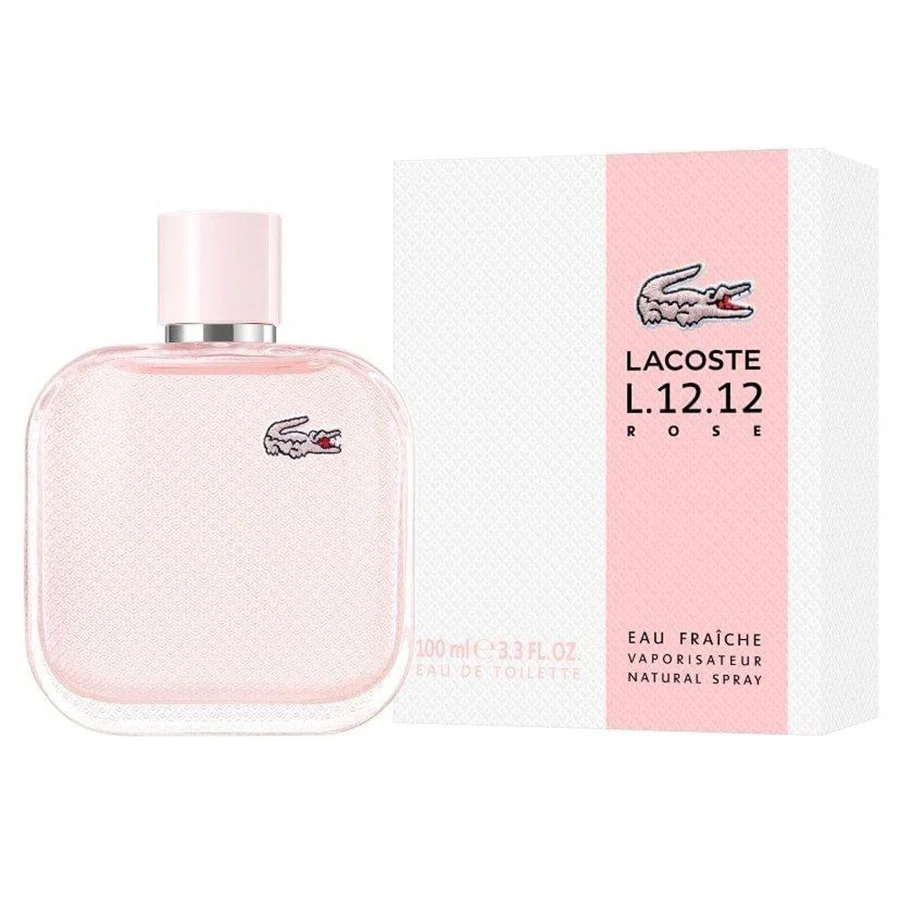 LACOSTE
L.12.12
ROSE
EAU FRAÎCHE
VAPORISATEUR
NATURAL SPRAY
100 ml ℮ 3.3 FL.OZ.
EAU DE TOILETTE